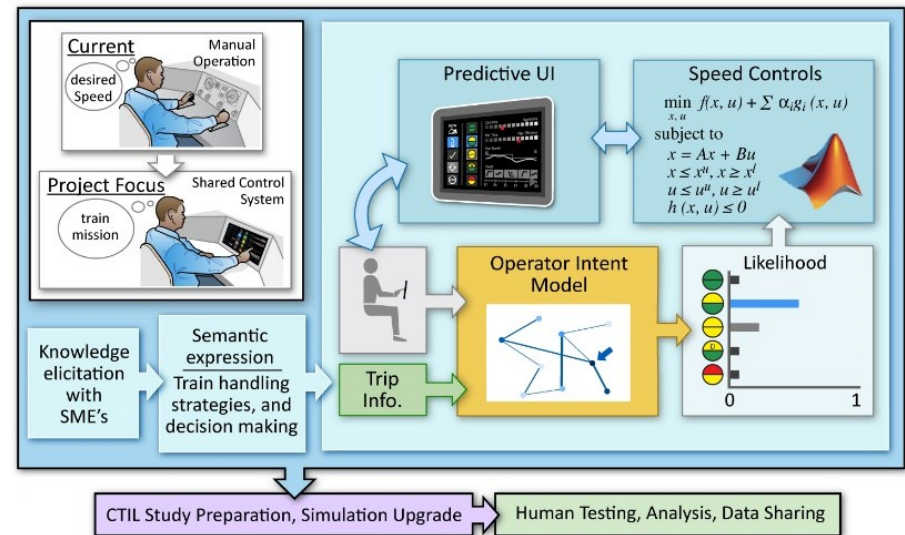 Current
Manual
Operation
desired
Speed
Project Focus
Shared Control
System
train
mission
Knowledge
elicitation
with
SME's
Semantic
expression
Train handling
strategies, and
decision making
Predictive UI
Speed Controls
min f(x, u) + Σ αᵢgᵢ (x, u)
x, u
subject to
x = Ax + Bu
x ≤ xᵘ, x ≥ xˡ
u ≤ uᵘ, u ≥ uˡ
h (x, u) ≤ 0
Operator Intent
Model
Trip
Info.
Likelihood
0 1
CTIL Study Preparation, Simulation Upgrade
Human Testing, Analysis, Data Sharing